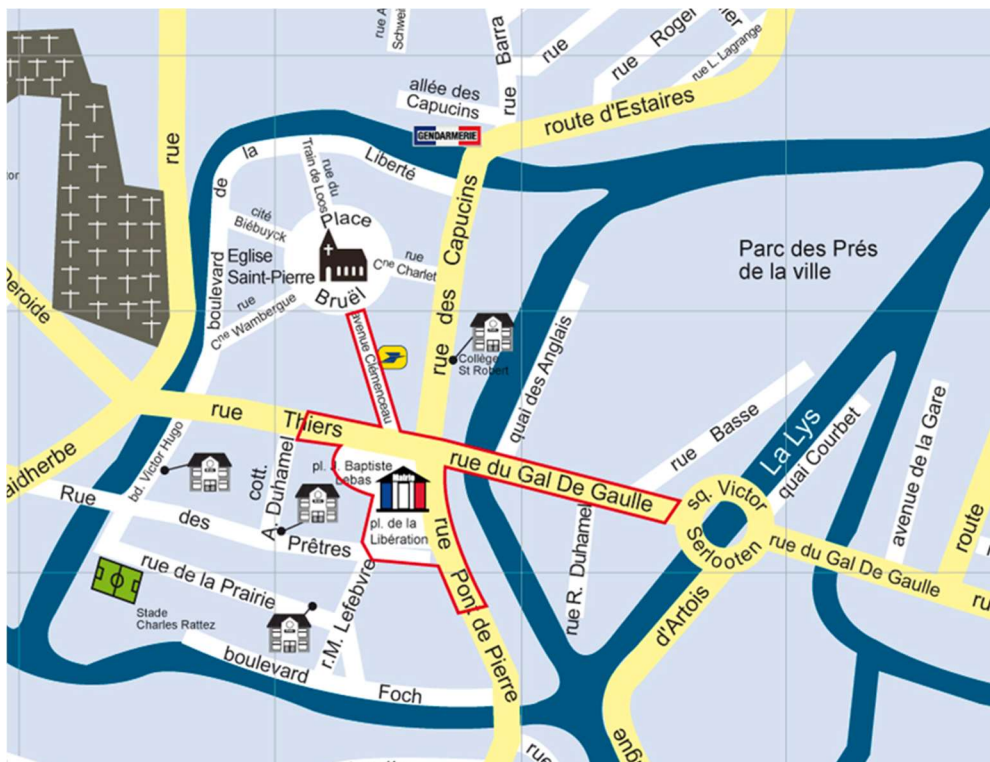 rue A.
Schwei
Barra
rue
rue
rue
Roger
ier
rue L. Lagrange
allée des
Capucins
route d'Estaires
GENDARMERIE
rue
tor
boulevard
de
la
Liberté
rue du
Train de Loos
cité
Biébuyck
Place
Bruël
Eglise
Saint-Pierre
rue
Cne Charlet
rue
Cne Wambergue
avenue Clémenceau
rue des Capucins
Collège
St Robert
quai des Anglais
Parc des Prés
de la ville
Deroide
aidherbe
rue Thiers
bd. Victor Hugo
cott.
A. Duhamel
pl. J. Baptiste
Lebas
Mairie
pl. de la
Libération
rue du Gal De Gaulle
rue Basse
La Lys
quai Courbet
avenue de la Gare
route
sq. Victor
Serlooten
rue du Gal De Gaulle
ru
Rue des Prêtres
rue de la Prairie
Stade
Charles Rattez
r.M. Lefebvre
boulevard Foch
rue Pont de Pierre
rue R. Duhamel
d'Artois
gue
rue